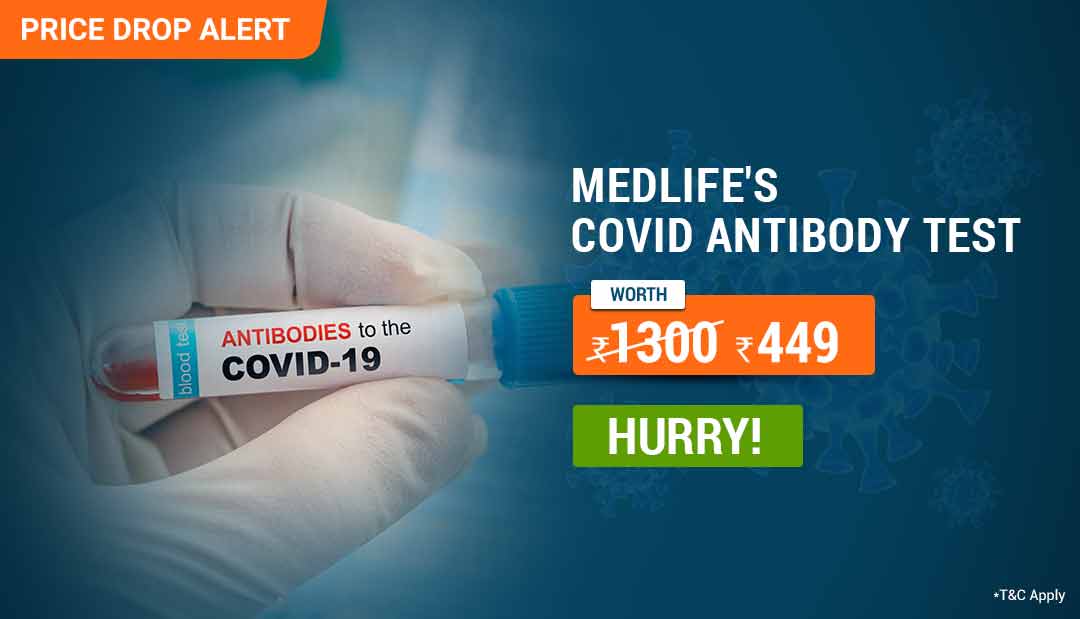 PRICE DROP ALERT
MEDLIFE'S
COVID ANTIBODY TEST
WORTH
₹1300 ₹449
HURRY!
blood test
ANTIBODIES to the
COVID-19
*T&C Apply